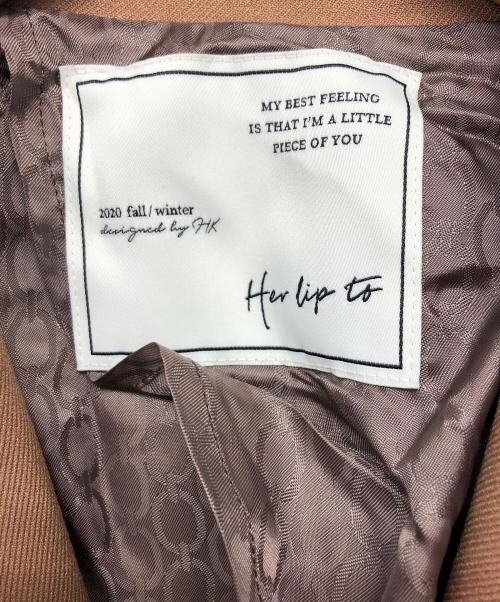 MY BEST FEELING
IS THAT I'M A LITTLE
PIECE OF YOU
2020 fall/winter
designed by HK
Her lip to